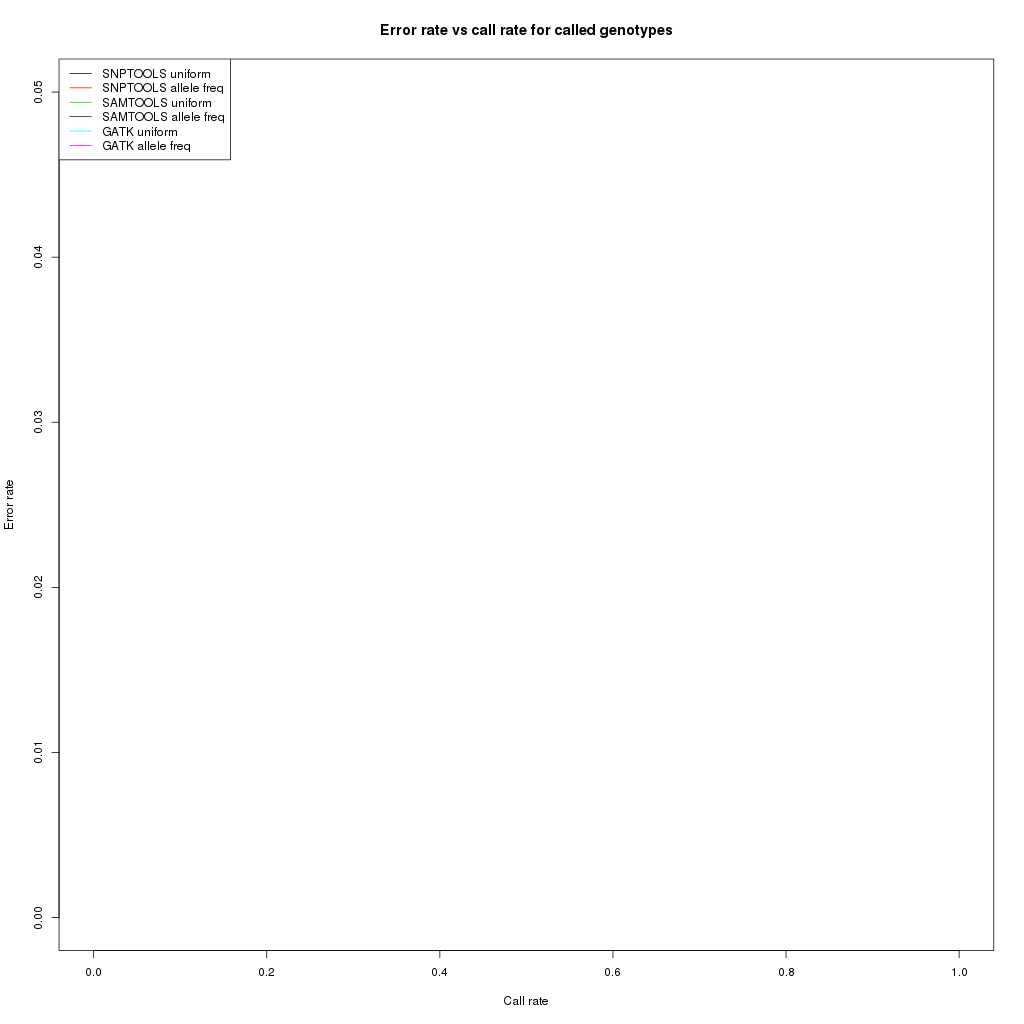 Error rate vs call rate for called genotypes
SNPTOOLS uniform
SNPTOOLS allele freq
SAMTOOLS uniform
SAMTOOLS allele freq
GATK uniform
GATK allele freq
0.05
0.04
0.03
0.02
0.01
0.00
Error rate
0.0 0.2 0.4 0.6 0.8 1.0
Call rate